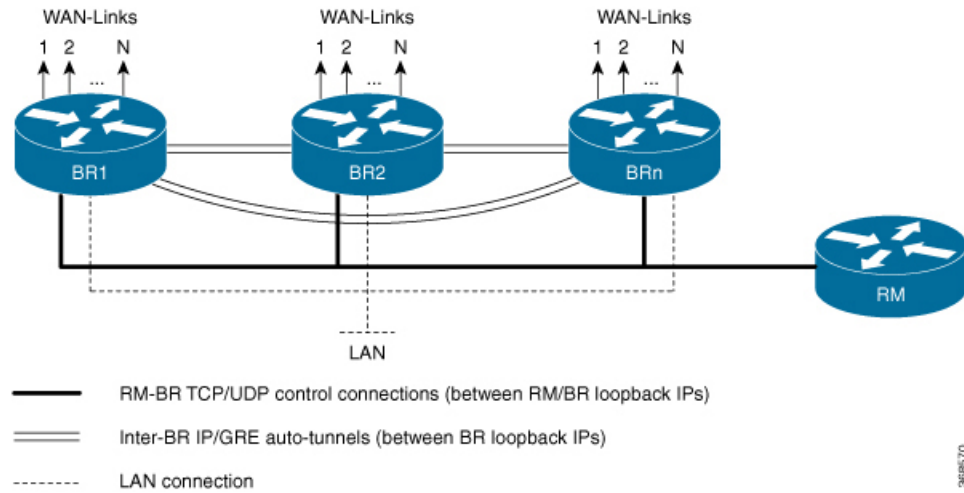 WAN-Links WAN-Links WAN-Links
1 2 ... N 1 2 ... N 1 2 ... N
BR1 BR2 BRn
RM
LAN
RM-BR TCP/UDP control connections (between RM/BR loopback IPs)
Inter-BR IP/GRE auto-tunnels (between BR loopback IPs)
LAN connection
368570